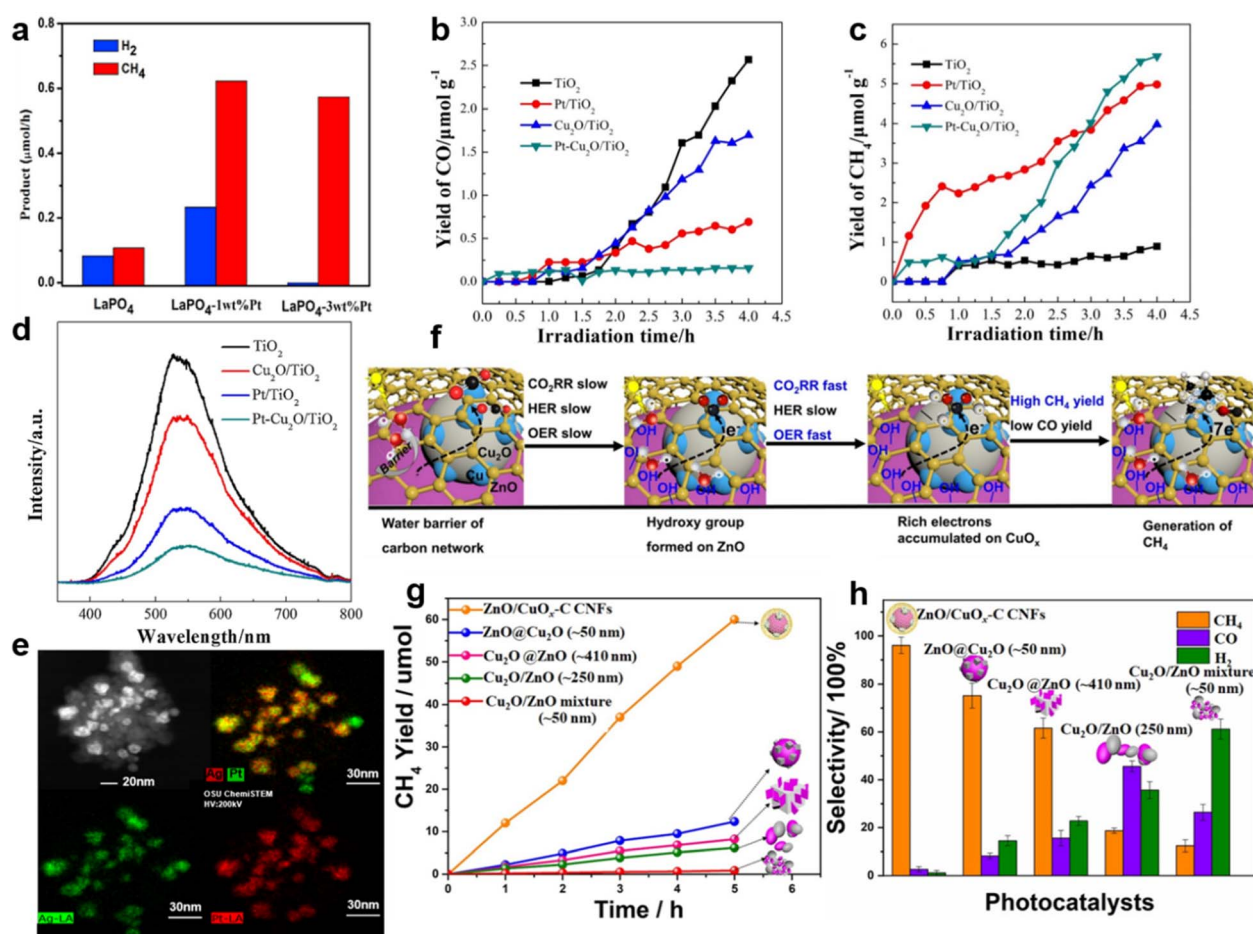 a
Product (μmol/h)
0.8
0.6
0.4
0.2
0.0
H2
CH4
LaPO4
LaPO4-1wt%Pt
LaPO4-3wt%Pt
b
Yield of CO/μmol g-1
3.0
2.5
2.0
1.5
1.0
0.5
0.0
TiO2
Pt/TiO2
Cu2O/TiO2
Pt-Cu2O/TiO2
0.0 0.5 1.0 1.5 2.0 2.5 3.0 3.5 4.0 4.5
Irradiation time/h
c
Yield of CH4/μmol g-1
6
5
4
3
2
1
0
TiO2
Pt/TiO2
Cu2O/TiO2
Pt-Cu2O/TiO2
0.0 0.5 1.0 1.5 2.0 2.5 3.0 3.5 4.0 4.5
Irradiation time/h
d
Intensity/a.u.
TiO2
Cu2O/TiO2
Pt/TiO2
Pt-Cu2O/TiO2
400 500 600 700 800
Wavelength/nm
f
Barrier
Cu2O
Cu
ZnO
CO2RR slow
HER slow
OER slow
OH
CO2RR fast
HER slow
OER fast
OH
High CH4 yield
low CO yield
7e
OH
Water barrier of
carbon network
Hydroxy group
formed on ZnO
Rich electrons
accumulated on CuOx
Generation of
CH4
e
20nm
Ag Pt
OSU ChemiSTEM
HV:200kV
30nm
Ag-LA
30nm
Pt-LA
30nm
g
CH4 Yield / umol
60
50
40
30
20
10
0
ZnO/CuOx-C CNFs
ZnO@Cu2O (~50 nm)
Cu2O @ZnO (~410 nm)
Cu2O/ZnO (~250 nm)
Cu2O/ZnO mixture
(~50 nm)
0 1 2 3 4 5 6
Time / h
h
Selectivity/ 100%
100
80
60
40
20
0
ZnO/CuOx-C CNFs
ZnO@Cu2O (~50)
Cu2O @ZnO (~410 nm)
Cu2O/ZnO (250 nm)
Cu2O/ZnO mixture
(~50 nm)
CH4
CO
H2
Photocatalysts